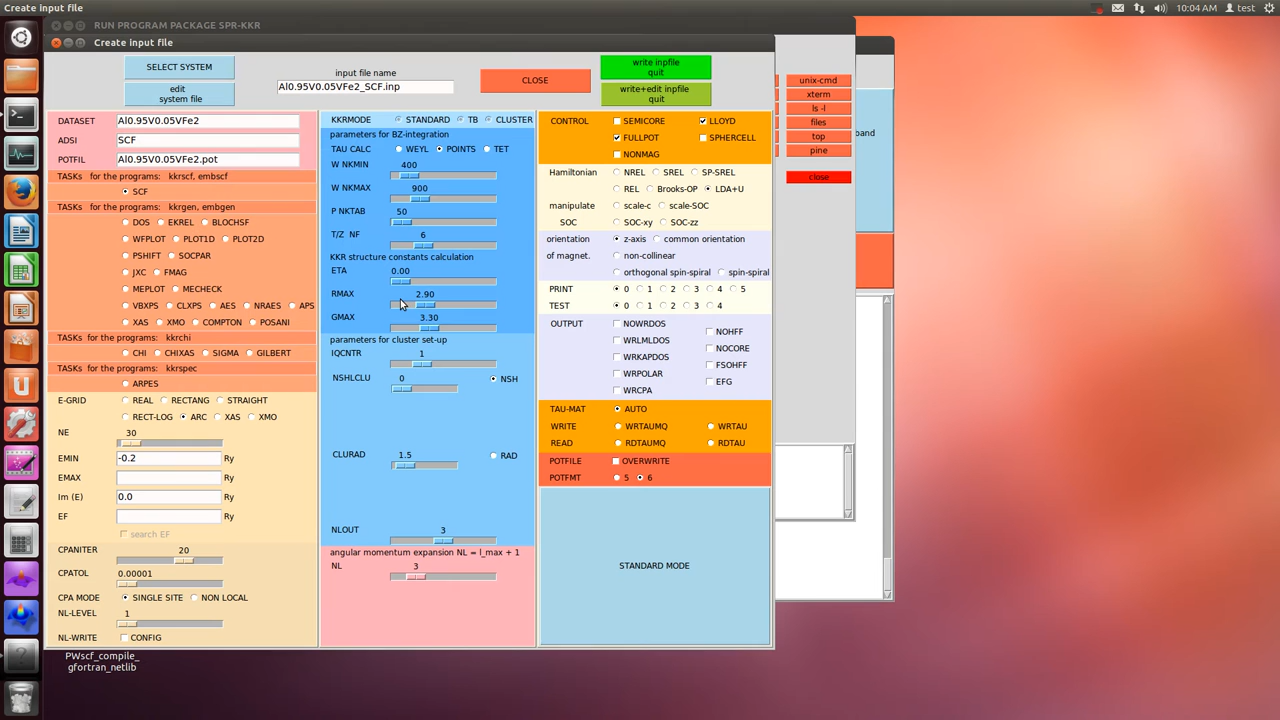 Create input file
10:04 AM
test
RUN PROGRAM PACKAGE SPR-KKR
Create input file
SELECT SYSTEM
edit
system file
input file name
Al0.95V0.05VFe2_SCF.inp
CLOSE
write inpfile
quit
write+edit inpfile
quit
unix-cmd
xterm
ls -l
files
top
pine
close
band
DATASET Al0.95V0.05VFe2
ADSI SCF
POTFIL Al0.95V0.05VFe2.pot
TASKs for the programs: kkrscf, embscf
SCF
TASKs for the programs: kkrgen, embgen
DOS EKREL BLOCHSF
WFPLOT PLOT1D PLOT2D
PSHIFT SOCPAR
JXC FMAG
MEPLOT MECHECK
VBXPS CLXPS AES NRAES APS
XAS XMO COMPTON POSANI
TASKs for the programs: kkrchi
CHI CHIXAS SIGMA GILBERT
TASKs for the programs: kkrspec
ARPES
E-GRID REAL RECTANG STRAIGHT
RECT-LOG ARC XAS XMO
NE 30
EMIN -0.2 Ry
EMAX Ry
Im (E) 0.0 Ry
EF Ry
search EF
CPANITER 20
CPATOL 0.00001
CPA MODE SINGLE SITE NON LOCAL
NL-LEVEL 1
NL-WRITE CONFIG
KKRMODE STANDARD TB CLUSTER
parameters for BZ-integration
TAU CALC WEYL POINTS TET
W NKMIN 400
W NKMAX 900
P NKTAB 50
T/Z NF 6
KKR structure constants calculation
ETA 0.00
RMAX 2.90
GMAX 3.30
parameters for cluster set-up
IQCNTR 1
NSHLCLU 0 NSH
CLURAD 1.5 RAD
NLOUT 3
angular momentum expansion NL = l_max + 1
NL 3
CONTROL SEMICORE LLOYD
FULLPOT SPHERCELL
NONMAG
Hamiltonian NREL SREL SP-SREL
REL Brooks-OP LDA+U
manipulate scale-c scale-SOC
SOC SOC-xy SOC-zz
orientation z-axis common orientation
of magnet. non-collinear
orthogonal spin-spiral spin-spiral
PRINT 0 1 2 3 4 5
TEST 0 1 2 3 4
OUTPUT NOWRDOS
WRLMLDOS
WRKAPDOS
WRPOLAR
WRCPA
NOHFF
NOCORE
FSOHFF
EFG
TAU-MAT AUTO
WRITE WRTAUMQ WRTAU
READ RDTAUMQ RDTAU
POTFILE OVERWRITE
POTFMT 5 6
STANDARD MODE
PWscf_compile_
gfortran_netlib